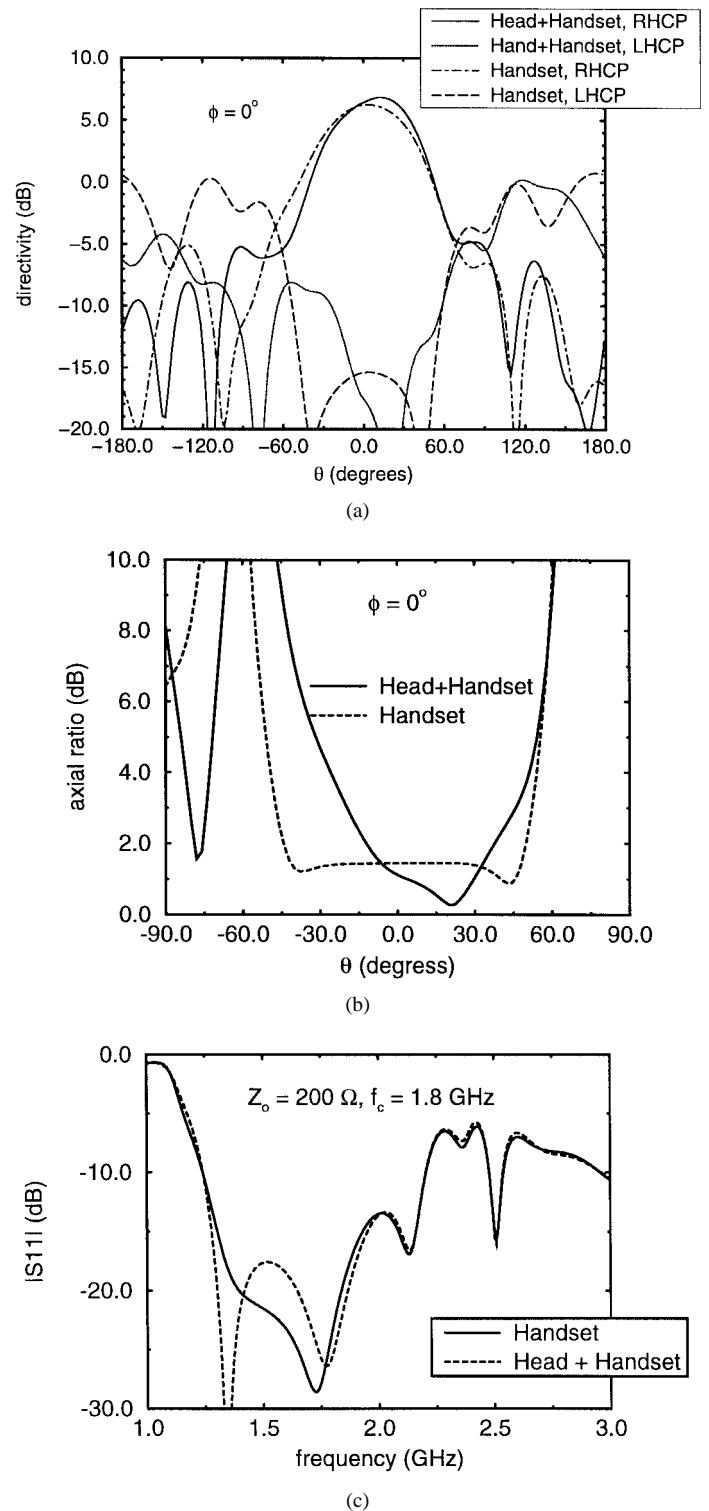 Head+Handset, RHCP
Hand+Handset, LHCP
Handset, RHCP
Handset, LHCP
ϕ = 0°
10.0
5.0
0.0
−5.0
−10.0
−15.0
−20.0
directivity (dB)
−180.0 −120.0 −60.0 0.0 60.0 120.0 180.0
θ (degrees)
(a)
10.0
8.0
6.0
4.0
2.0
0.0
axial ratio (dB)
ϕ = 0°
Head+Handset
Handset
-90.0 -60.0 -30.0 0.0 30.0 60.0 90.0
θ (degress)
(b)
0.0
-10.0
-20.0
-30.0
|S11| (dB)
Zo = 200 Ω, fc = 1.8 GHz
Handset
Head + Handset
1.0 1.5 2.0 2.5 3.0
frequency (GHz)
(c)